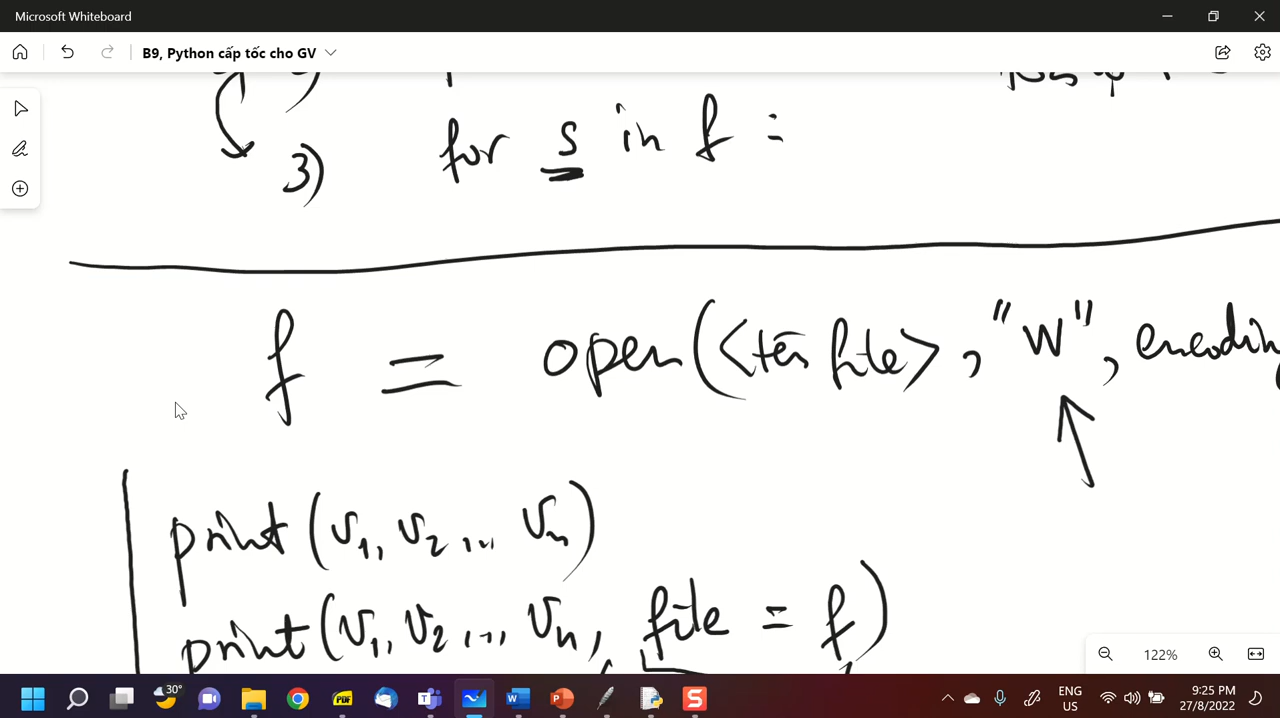 Microsoft Whiteboard
B9, Python cấp tốc cho GV
3) for s in f :
f = open(<tên file>, "w", encodin
print(v1, v2 ... vn)
print(v1, v2 ..., vn, file = f)
122%
30°
PDF
ENG
US
9:25 PM
27/8/2022